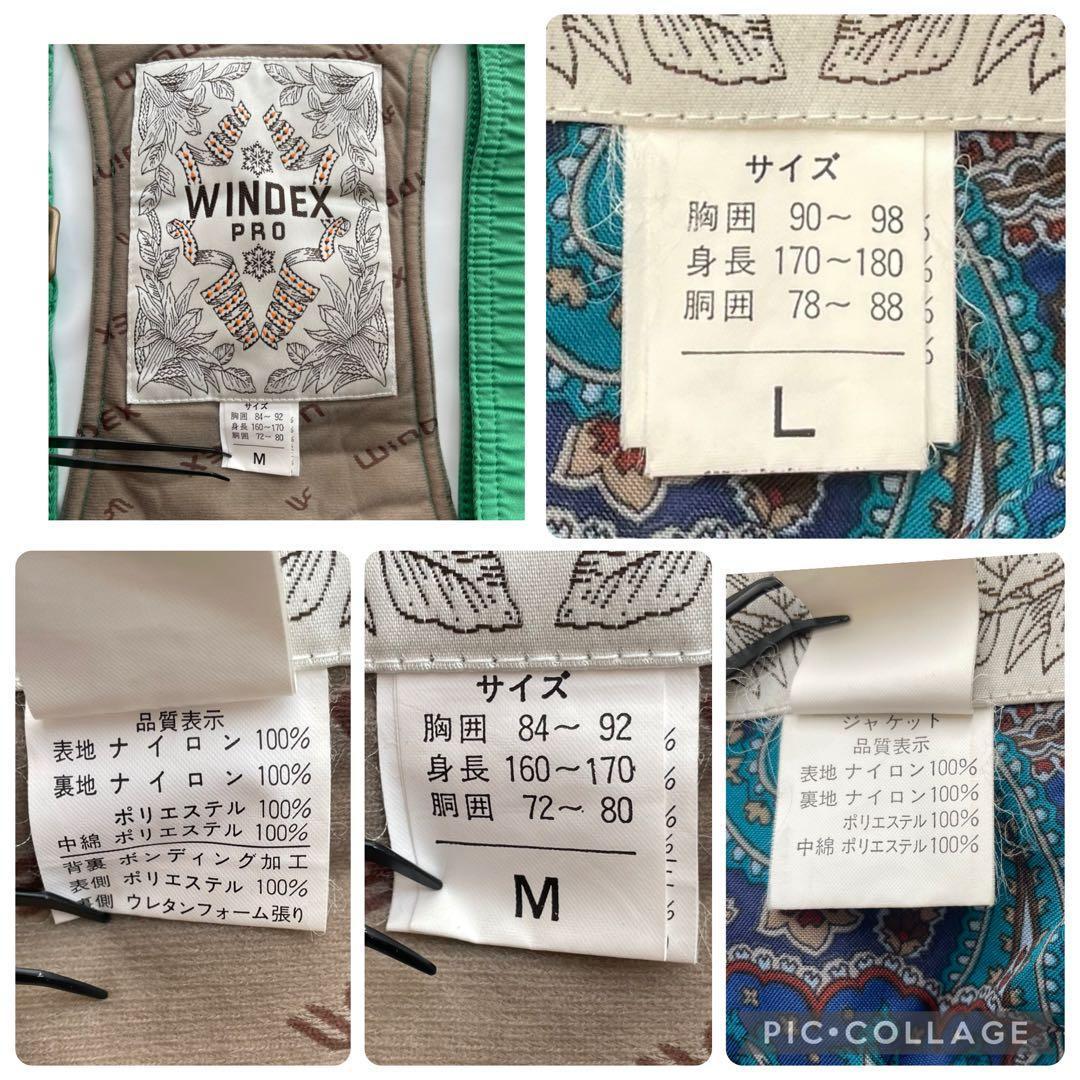 WINDEX
PRO
サイズ
胸囲 84～ 92
身長 160～170
胴囲 72～ 80
M
サイズ
胸囲 90～ 98
身長 170～180
胴囲 78～ 88
L
品質表示
表地 ナイロン 100%
裏地 ナイロン 100%
ポリエステル 100%
中綿 ポリエステル 100%
背裏 ボンディング加工
表側 ポリエステル 100%
側 ウレタンフォーム張り
サイズ
胸囲 84～ 92
身長 160～170
胴囲 72～ 80
M
ジャケット
品質表示
表地 ナイロン100%
裏地 ナイロン100%
ポリエステル 100%
中綿 ポリエステル 100%
PIC•COLLAGE